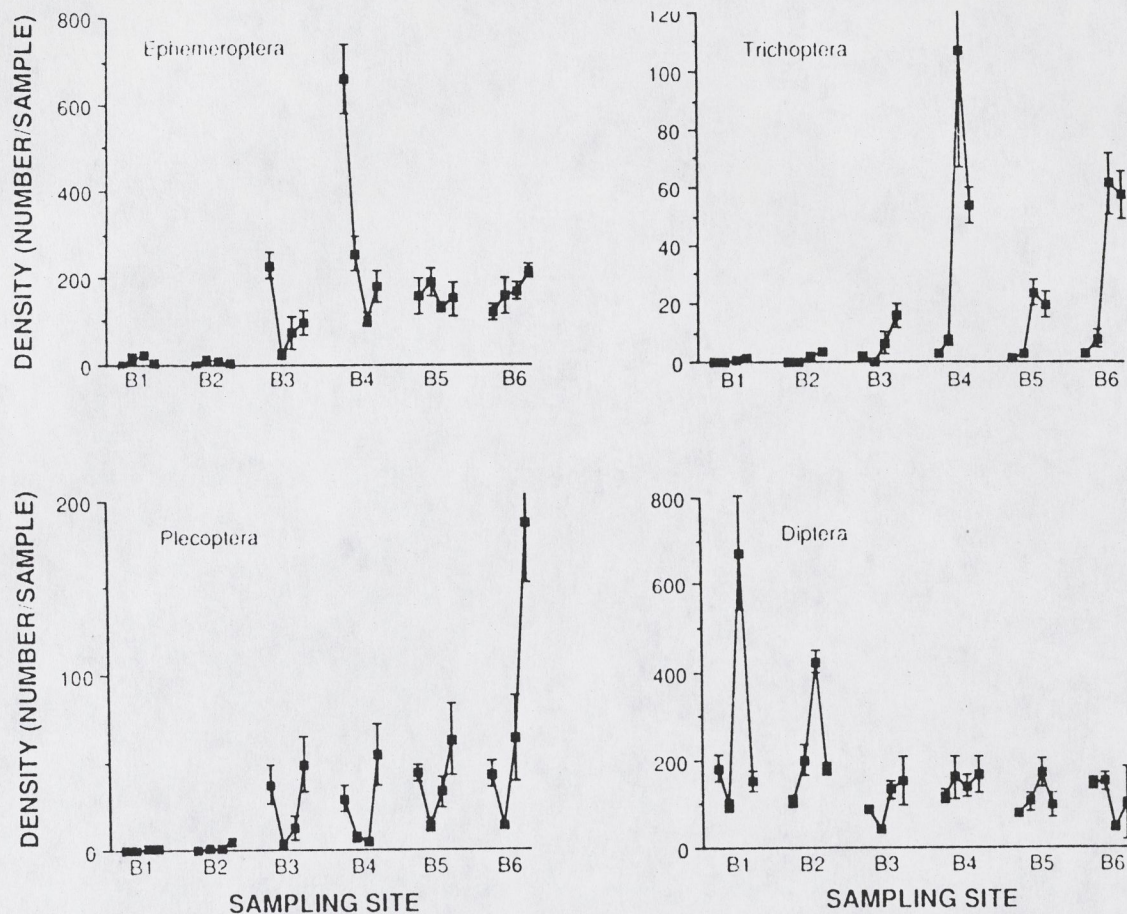 DENSITY (NUMBER/SAMPLE)
800
600
400
200
0
Ephemeroptera
B1 B2 B3 B4 B5 B6
120
100
80
60
40
20
0
Trichoptera
B1 B2 B3 B4 B5 B6
DENSITY (NUMBER/SAMPLE)
200
100
0
Plecoptera
B1 B2 B3 B4 B5 B6
SAMPLING SITE
800
600
400
200
0
Diptera
B1 B2 B3 B4 B5 B6
SAMPLING SITE